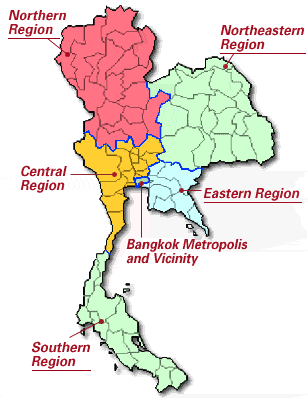 Northern
Region
Northeastern
Region
Central
Region
Eastern Region
Bangkok Metropolis
and Vicinity
Southern
Region